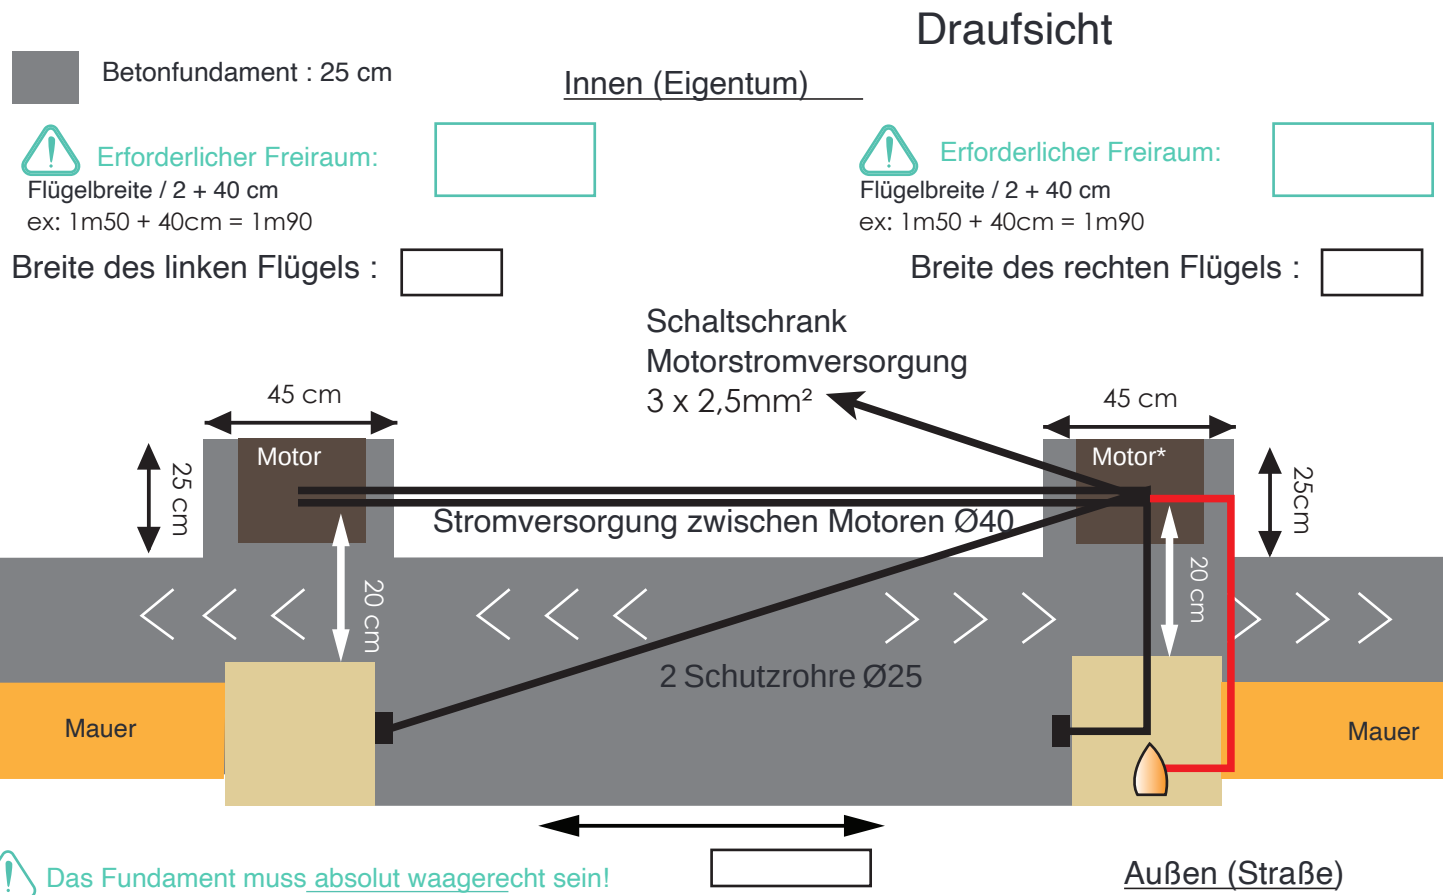 Draufsicht
Betonfundament : 25 cm
Innen (Eigentum)
Erforderlicher Freiraum:
Flügelbreite / 2 + 40 cm
ex: 1m50 + 40cm = 1m90
Erforderlicher Freiraum:
Flügelbreite / 2 + 40 cm
ex: 1m50 + 40cm = 1m90
Breite des linken Flügels :
Breite des rechten Flügels :
Schaltschrank
Motorstromversorgung
3 x 2,5mm²
45 cm
45 cm
Motor
Motor*
25 cm
25cm
Stromversorgung zwischen Motoren Ø40
20 cm
20 cm
2 Schutzrohre Ø25
Mauer
Mauer
Das Fundament muss absolut waagerecht sein!
Außen (Straße)